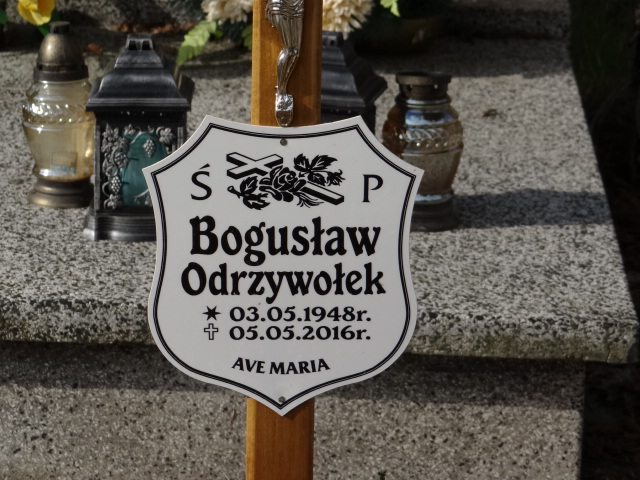 Ś P
Bogusław
Odrzywołek
✶ 03.05.1948r.
✝ 05.05.2016r.
AVE MARIA